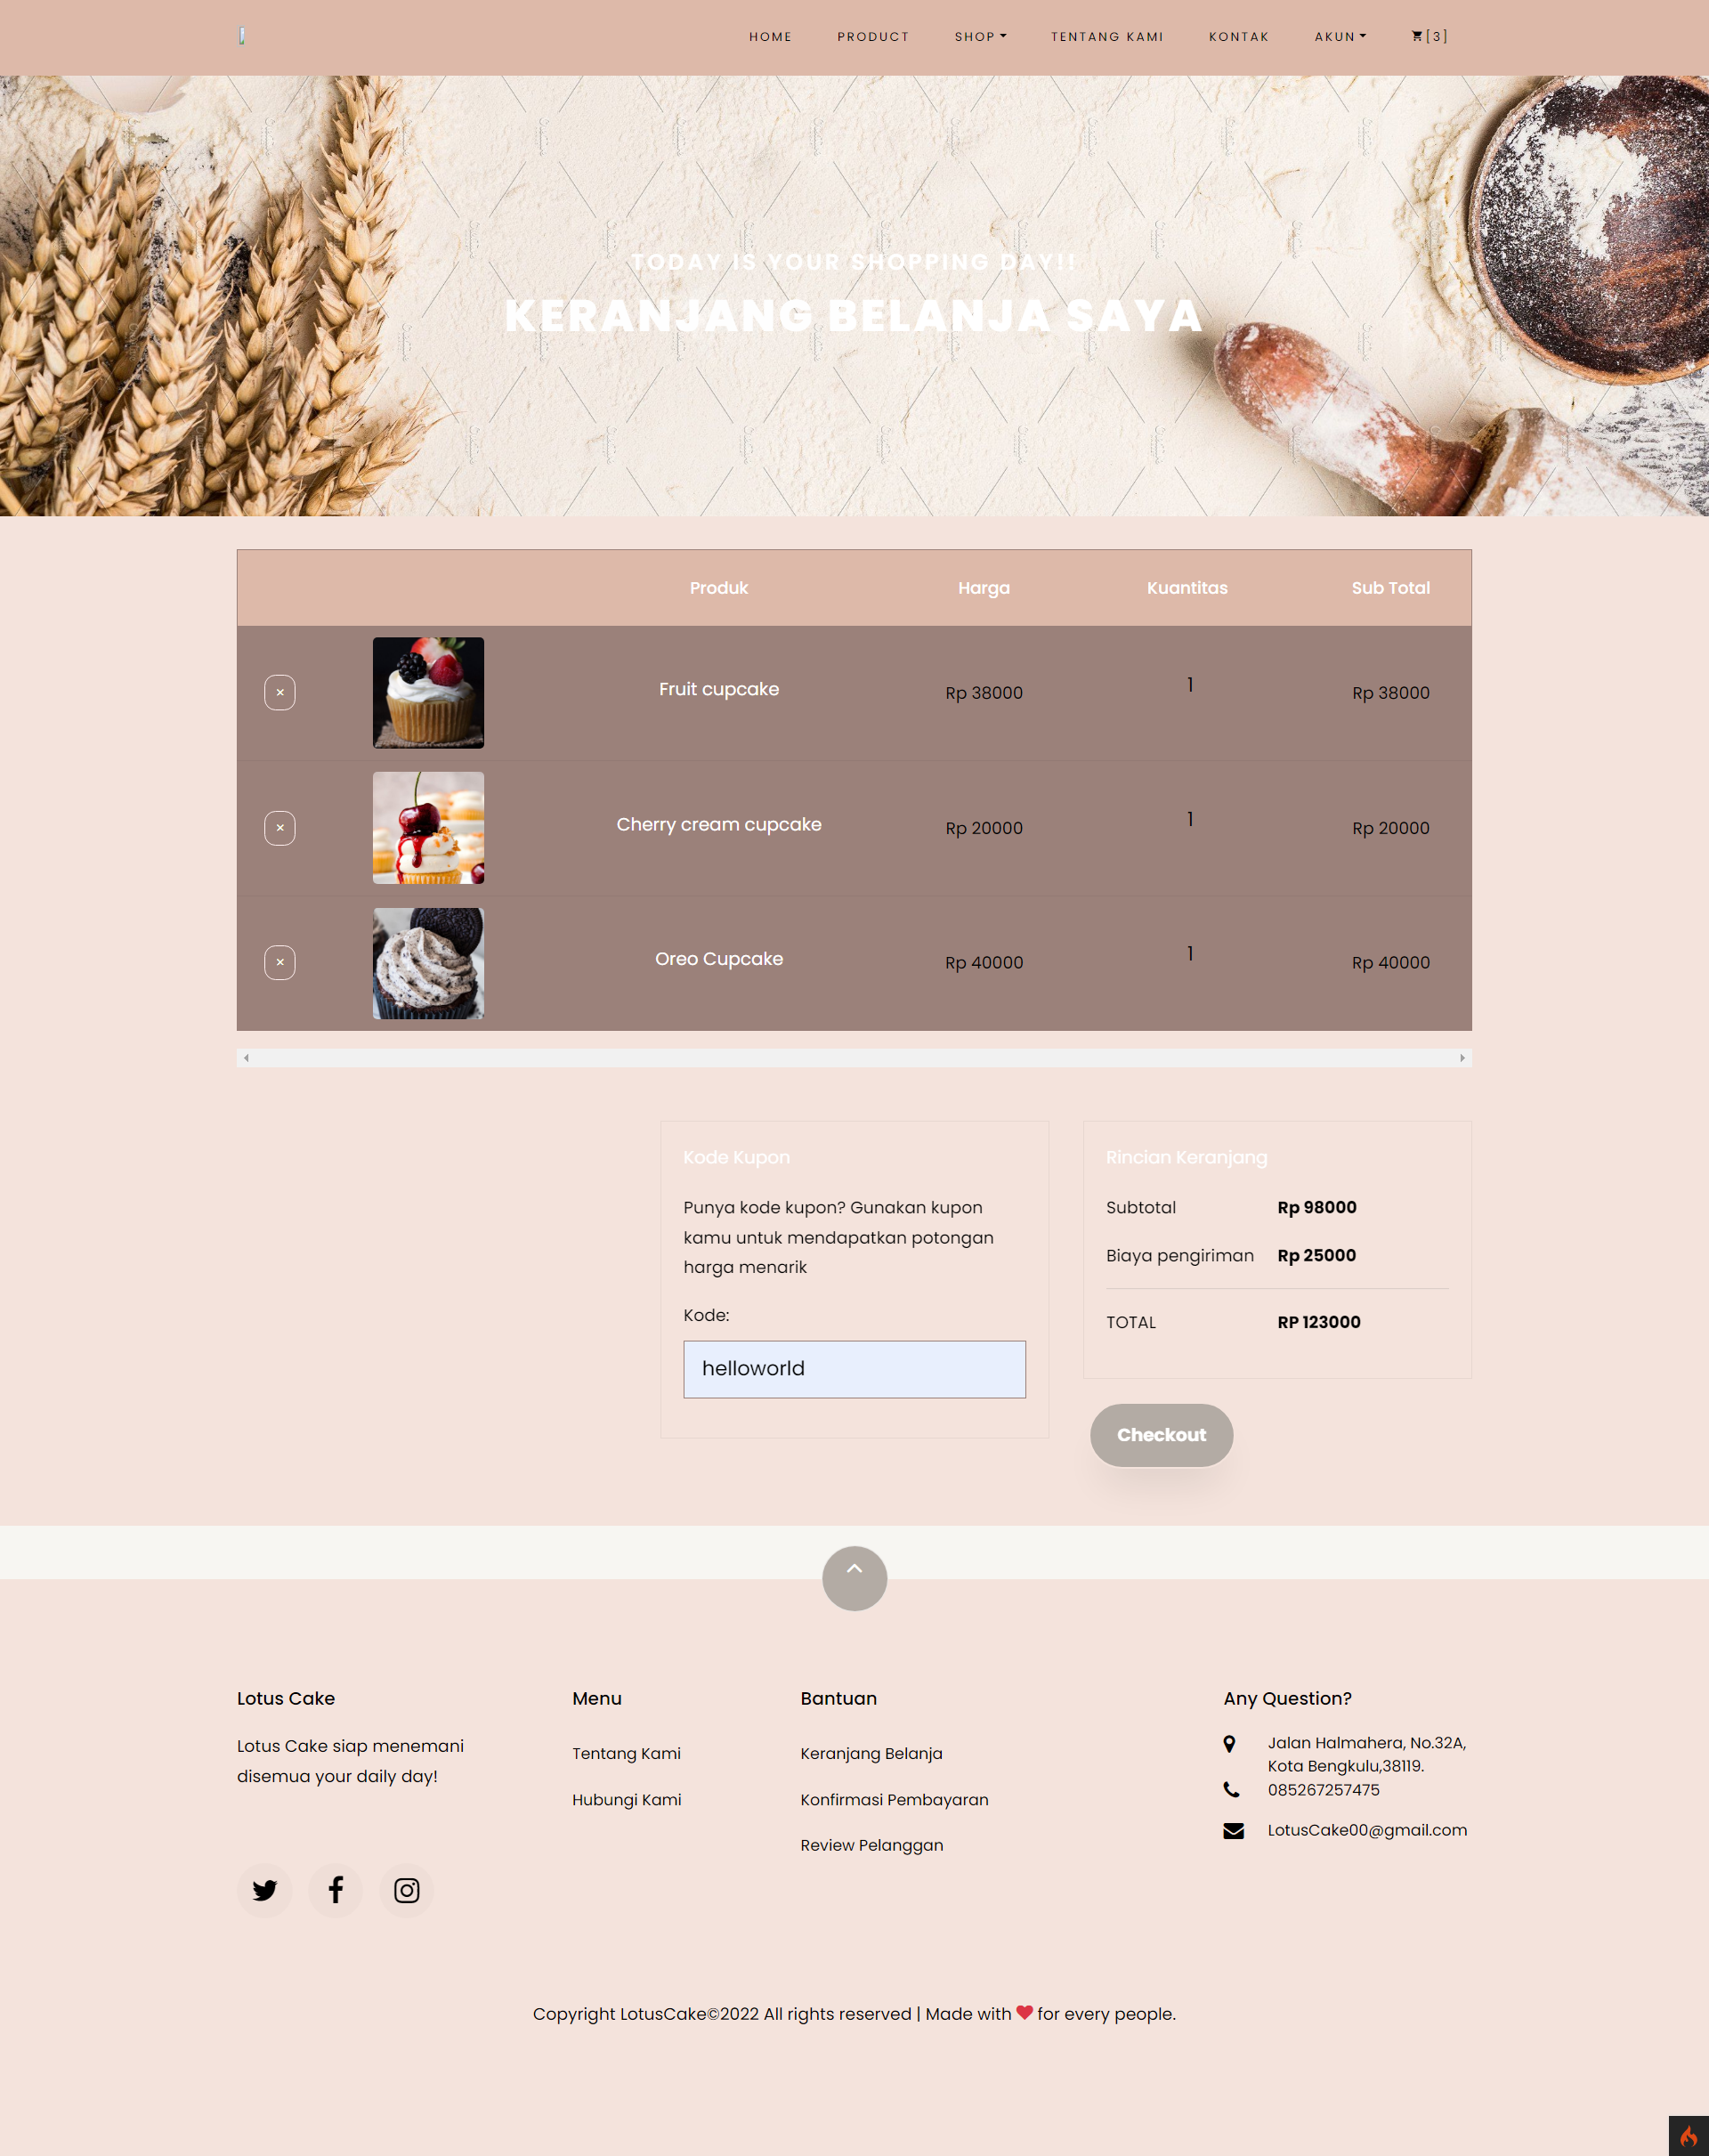 HOME PRODUCT SHOP TENTANG KAMI KONTAK AKUN [3]
TODAY IS YOUR SHOPPING DAY!!
KERANJANG BELANJA SAYA
Produk Harga Kuantitas Sub Total
× Fruit cupcake Rp 38000 1 Rp 38000
× Cherry cream cupcake Rp 20000 1 Rp 20000
× Oreo Cupcake Rp 40000 1 Rp 40000
Kode Kupon
Punya kode kupon? Gunakan kupon
kamu untuk mendapatkan potongan
harga menarik
Kode:
helloworld
Rincian Keranjang
Subtotal Rp 98000
Biaya pengiriman Rp 25000
TOTAL RP 123000
Checkout
Lotus Cake
Lotus Cake siap menemani
disemua your daily day!
Menu
Tentang Kami
Hubungi Kami
Bantuan
Keranjang Belanja
Konfirmasi Pembayaran
Review Pelanggan
Any Question?
Jalan Halmahera, No.32A,
Kota Bengkulu,38119.
085267257475
LotusCake00@gmail.com
Copyright LotusCake©2022 All rights reserved | Made with ❤ for every people.